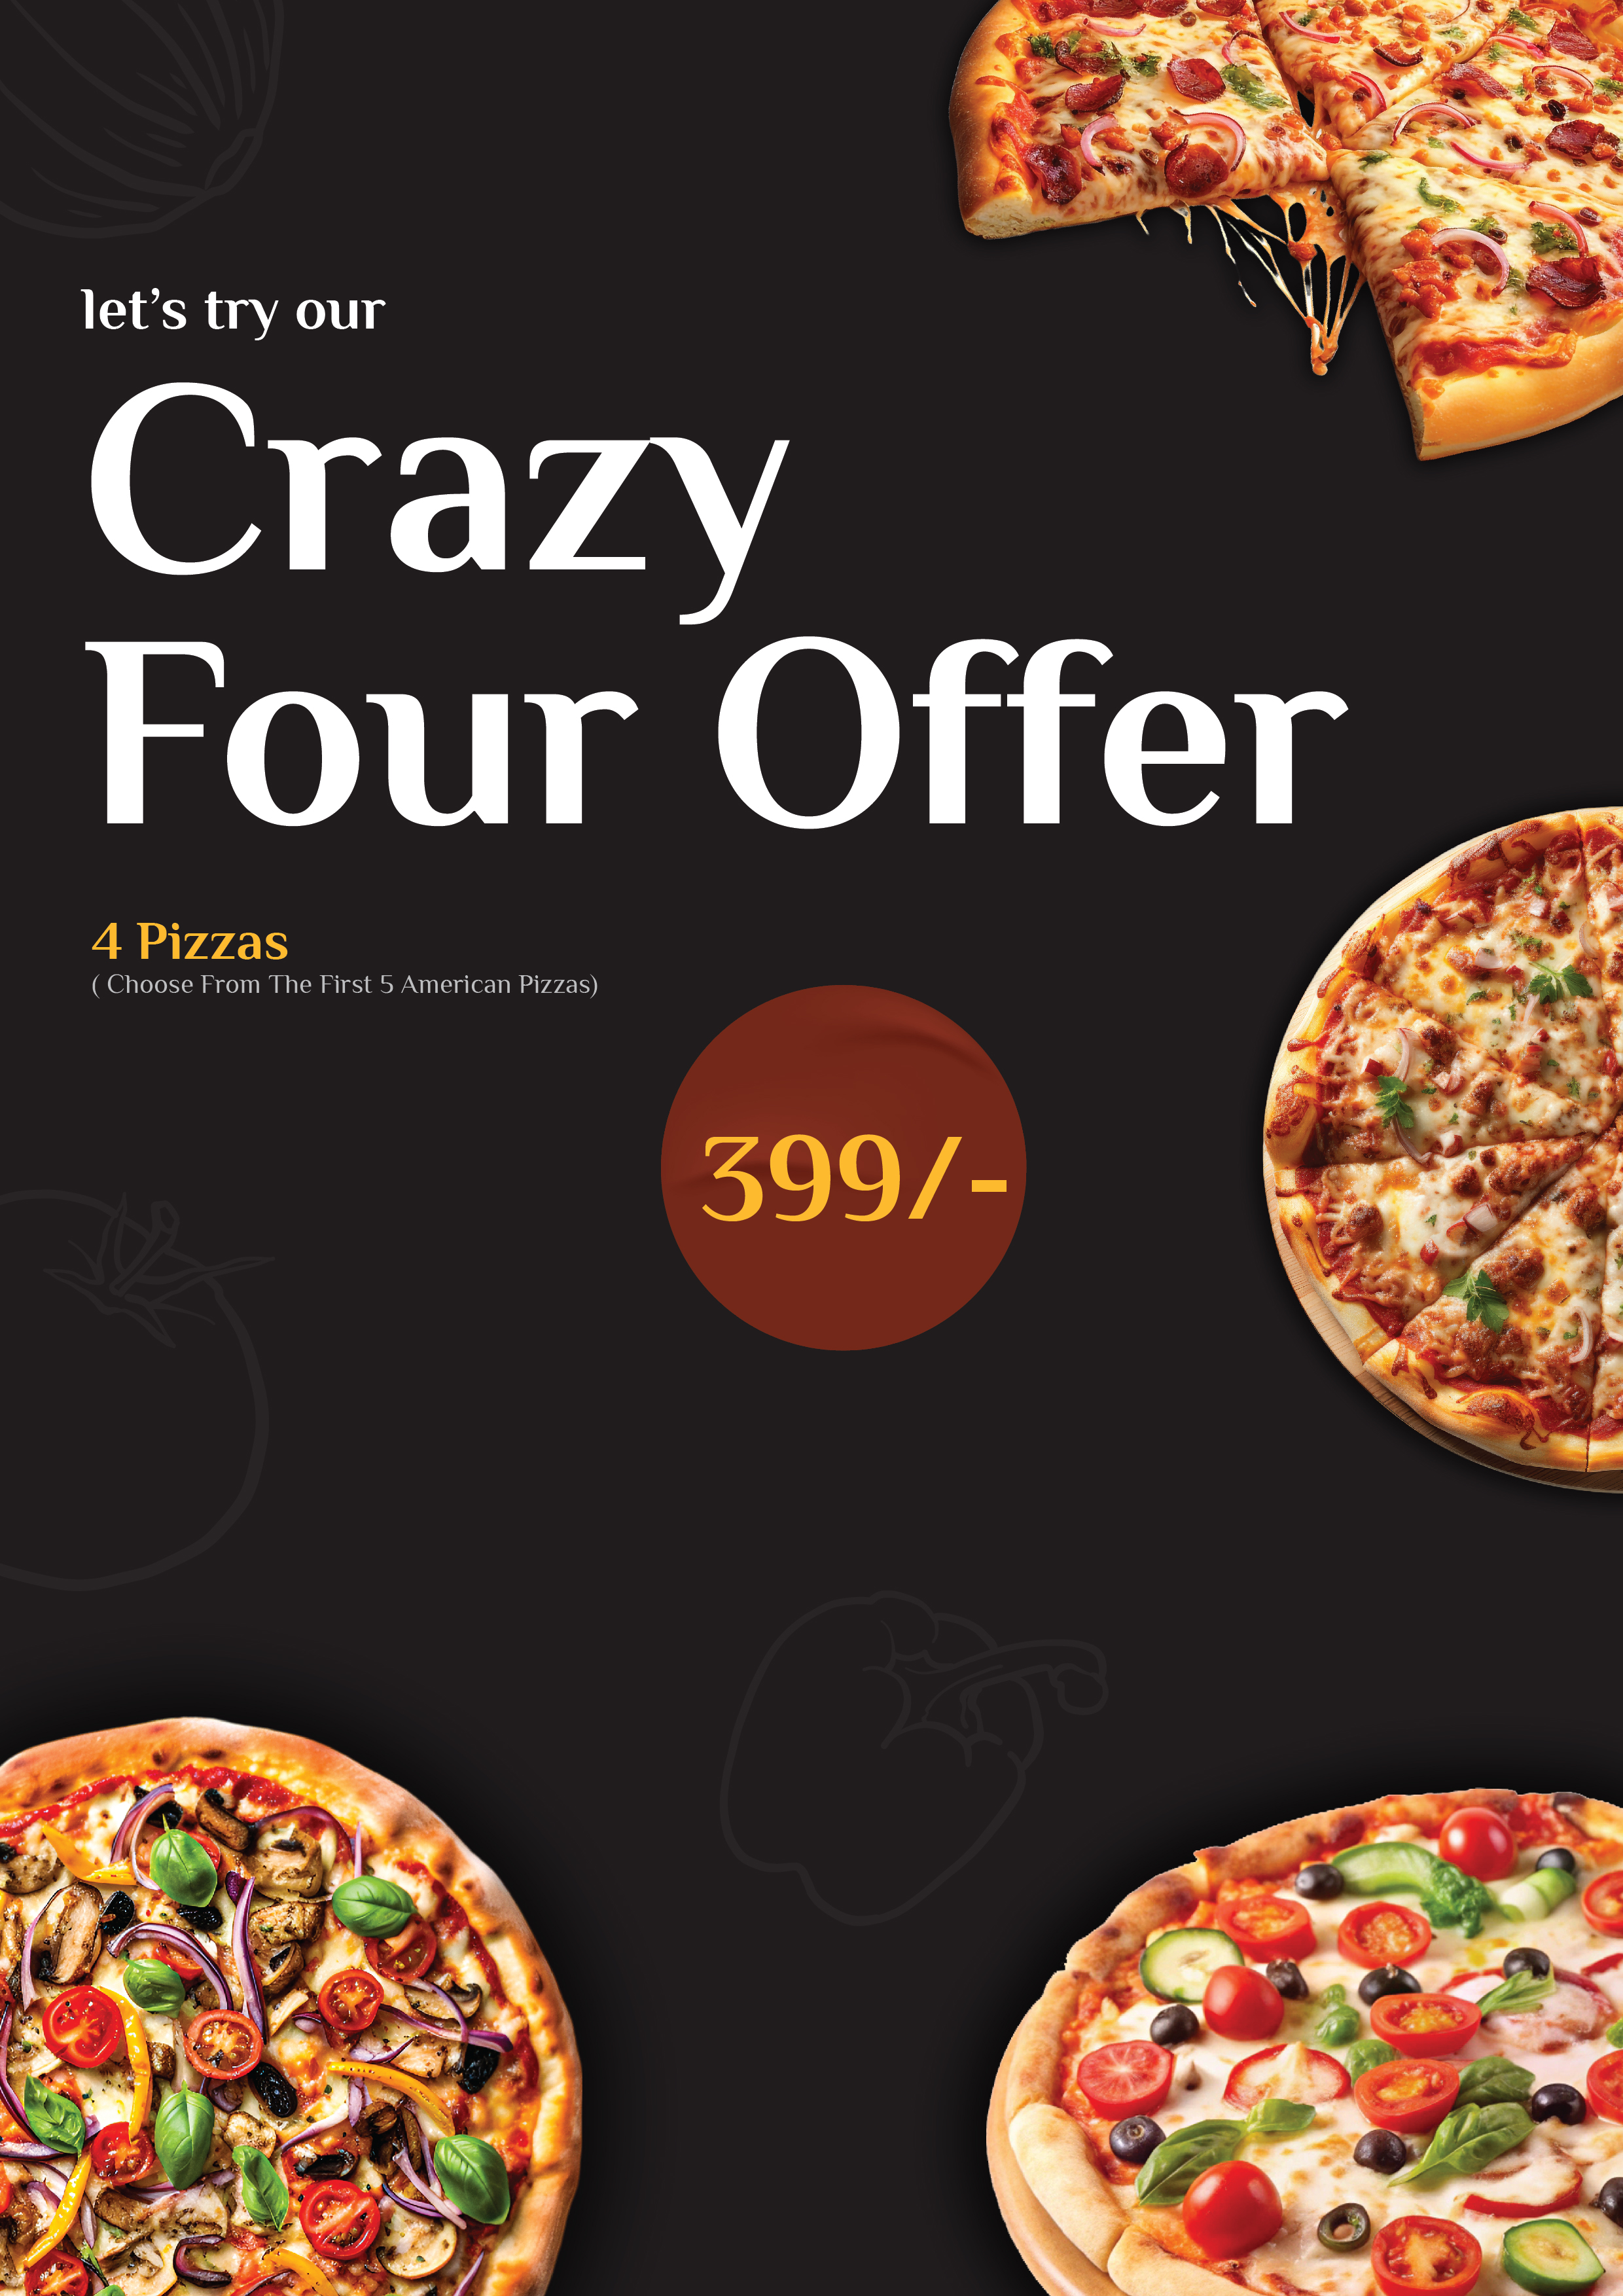 let's try our
Crazy
Four Offer
4 Pizzas
( Choose From The First 5 American Pizzas)
399/-